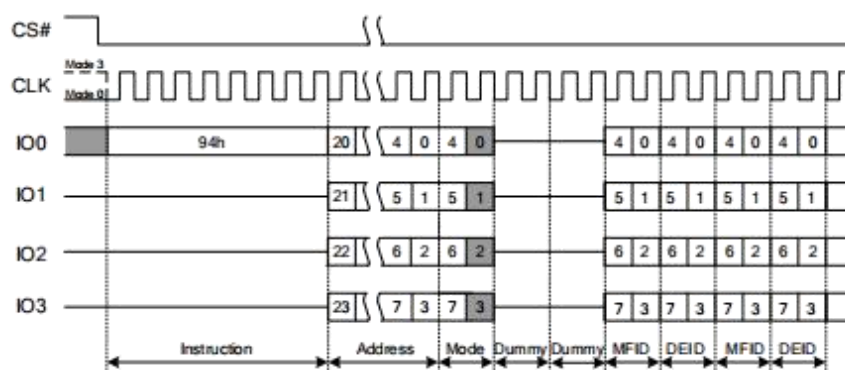 CS#
Mode 3
CLK
Mode 0
IO0 94h 20 4 0 4 0 4 0 4 0 4 0 4 0
IO1 21 5 1 5 1 5 1 5 1 5 1 5 1
IO2 22 6 2 6 2 6 2 6 2 6 2 6 2
IO3 23 7 3 7 3 7 3 7 3 7 3 7 3
Instruction Address Mode Dummy Dummy MFID DEID MFID DEID